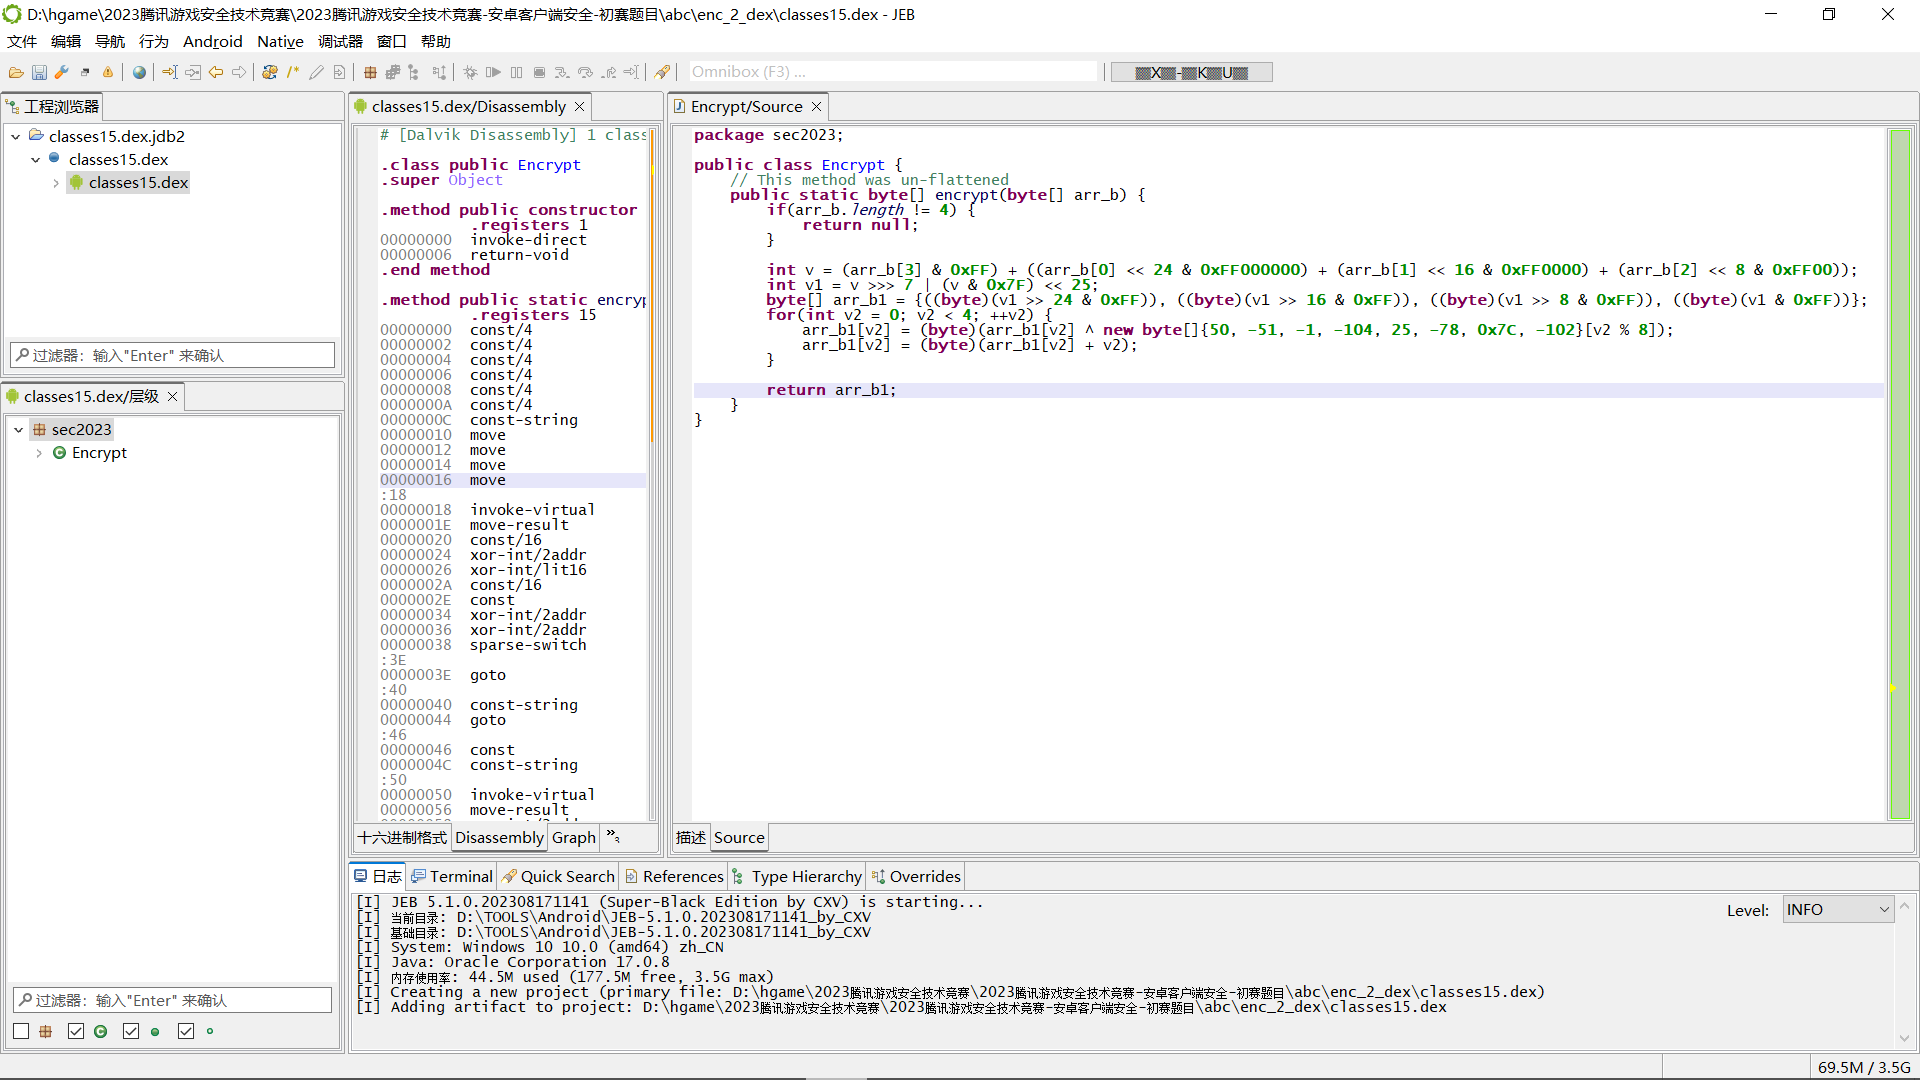 D:\hgame\2023腾讯游戏安全技术竞赛\2023腾讯游戏安全技术竞赛-安卓客户端安全-初赛题目\abc\enc_2_dex\classes15.dex - JEB
文件 编辑 导航 行为 Android Native 调试器 窗口 帮助
Omnibox (F3) ...
工程浏览器
classes15.dex.jdb2
classes15.dex
classes15.dex
过滤器: 输入"Enter" 来确认
classes15.dex/层级
sec2023
Encrypt
过滤器: 输入"Enter" 来确认
classes15.dex/Disassembly
# [Dalvik Disassembly] 1 clas
.class public Encrypt
.super Object
.method public constructor
.registers 1
00000000 invoke-direct
00000006 return-void
.end method
.method public static encry
.registers 15
00000000 const/4
00000002 const/4
00000004 const/4
00000006 const/4
00000008 const/4
0000000A const/4
0000000C const-string
00000010 move
00000012 move
00000014 move
00000016 move
:18
00000018 invoke-virtual
0000001E move-result
00000020 const/16
00000024 xor-int/2addr
00000026 xor-int/lit16
0000002A const/16
0000002E const
00000034 xor-int/2addr
00000036 xor-int/2addr
00000038 sparse-switch
:3E
0000003E goto
:40
00000040 const-string
00000044 goto
:46
00000046 const
0000004C const-string
:50
00000050 invoke-virtual
00000056 move-result
十六进制格式 Disassembly Graph »3
Encrypt/Source
package sec2023;
public class Encrypt {
// This method was un-flattened
public static byte[] encrypt(byte[] arr_b) {
if(arr_b.length != 4) {
return null;
}
int v = (arr_b[3] & 0xFF) + ((arr_b[0] << 24 & 0xFF000000) + (arr_b[1] << 16 & 0xFF0000) + (arr_b[2] << 8 & 0xFF00));
int v1 = v >>> 7 | (v & 0x7F) << 25;
byte[] arr_b1 = {((byte)(v1 >> 24 & 0xFF)), ((byte)(v1 >> 16 & 0xFF)), ((byte)(v1 >> 8 & 0xFF)), ((byte)(v1 & 0xFF))};
for(int v2 = 0; v2 < 4; ++v2) {
arr_b1[v2] = (byte)(arr_b1[v2] ^ new byte[]{50, -51, -1, -104, 25, -78, 0x7C, -102}[v2 % 8]);
arr_b1[v2] = (byte)(arr_b1[v2] + v2);
}
return arr_b1;
}
}
描述 Source
日志 Terminal Quick Search References Type Hierarchy Overrides
[I] JEB 5.1.0.202308171141 (Super-Black Edition by CXV) is starting...
[I] 当前目录: D:\TOOLS\Android\JEB-5.1.0.202308171141_by_CXV
[I] 基础目录: D:\TOOLS\Android\JEB-5.1.0.202308171141_by_CXV
[I] System: Windows 10 10.0 (amd64) zh_CN
[I] Java: Oracle Corporation 17.0.8
[I] 内存使用率: 44.5M used (177.5M free, 3.5G max)
[I] Creating a new project (primary file: D:\hgame\2023腾讯游戏安全技术竞赛\2023腾讯游戏安全技术竞赛-安卓客户端安全-初赛题目\abc\enc_2_dex\classes15.dex)
[I] Adding artifact to project: D:\hgame\2023腾讯游戏安全技术竞赛\2023腾讯游戏安全技术竞赛-安卓客户端安全-初赛题目\abc\enc_2_dex\classes15.dex
Level: INFO
69.5M / 3.5G